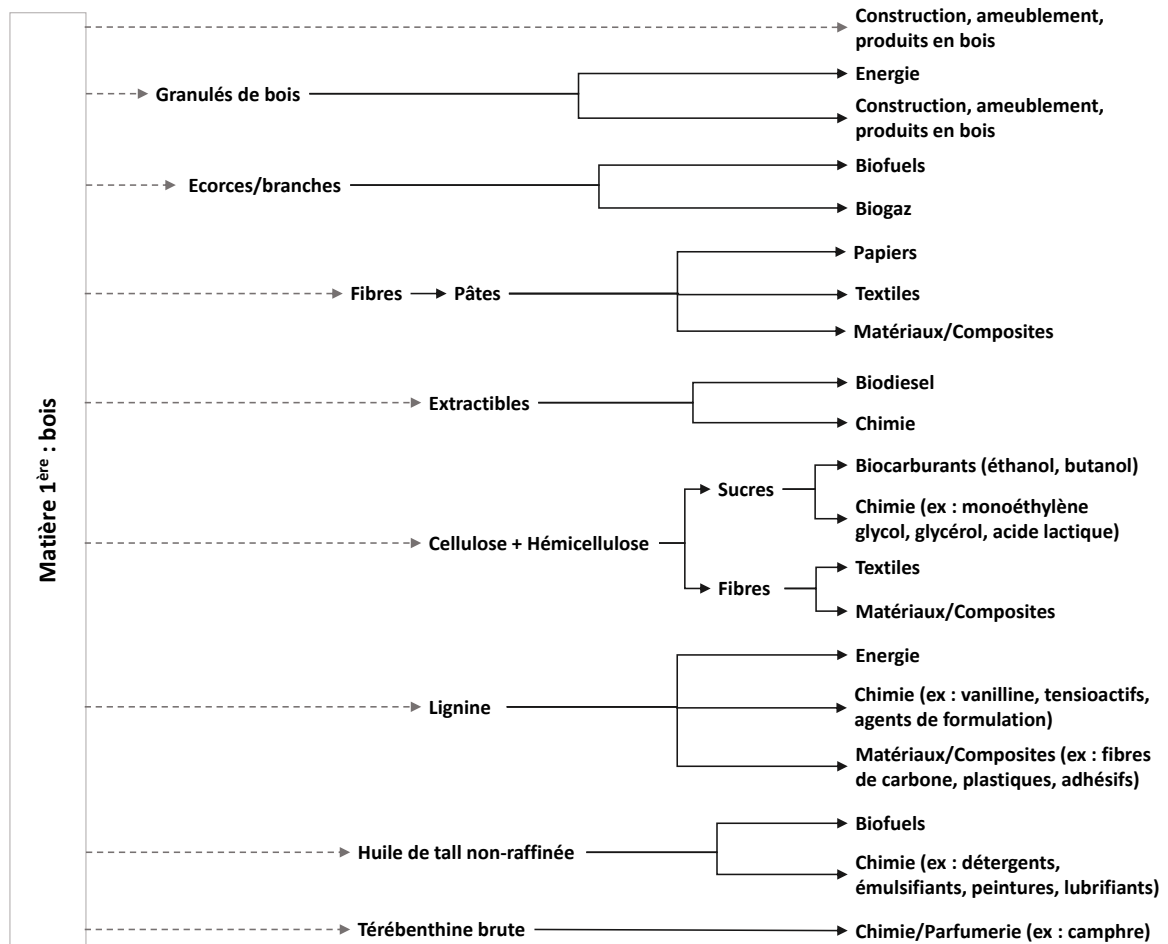 Matière 1ère : bois
Construction, ameublement,
produits en bois
Granulés de bois
Energie
Construction, ameublement,
produits en bois
Ecorces/branches
Biofuels
Biogaz
Fibres
Pâtes
Papiers
Textiles
Matériaux/Composites
Extractibles
Biodiesel
Chimie
Cellulose + Hémicellulose
Sucres
Biocarburants (éthanol, butanol)
Chimie (ex : monoéthylène
glycol, glycérol, acide lactique)
Fibres
Textiles
Matériaux/Composites
Lignine
Energie
Chimie (ex : vanilline, tensioactifs,
agents de formulation)
Matériaux/Composites (ex : fibres
de carbone, plastiques, adhésifs)
Huile de tall non-raffinée
Biofuels
Chimie (ex : détergents,
émulsifiants, peintures, lubrifiants)
Térébenthine brute
Chimie/Parfumerie (ex : camphre)